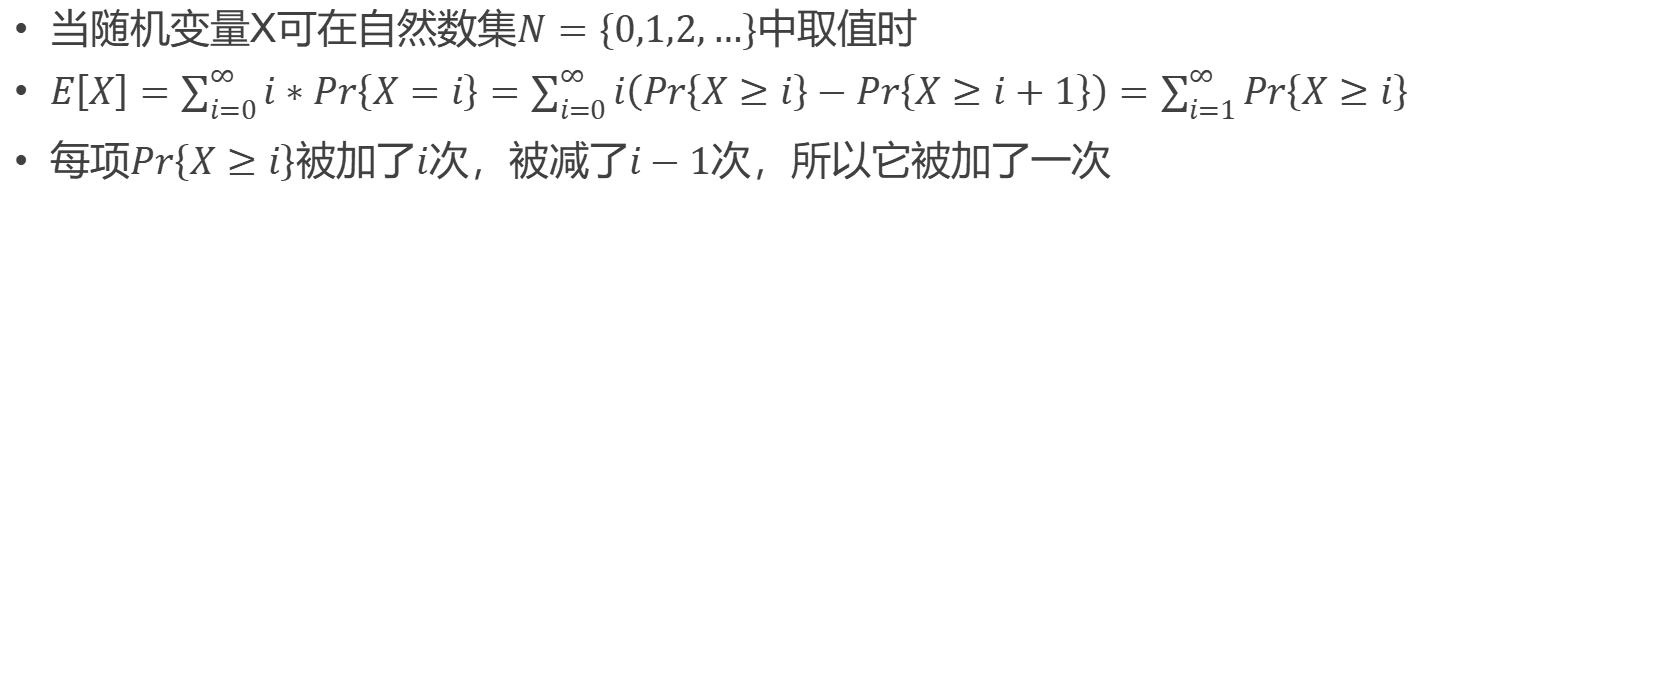 • 当随机变量X可在自然数集N = {0,1,2, …}中取值时
• E[X] = ∑_{i=0}^{∞} i ∗ Pr{X = i} = ∑_{i=0}^{∞} i(Pr{X ≥ i} − Pr{X ≥ i + 1}) = ∑_{i=1}^{∞} Pr{X ≥ i}
• 每项Pr{X ≥ i}被加了i次，被减了i − 1次，所以它被加了一次